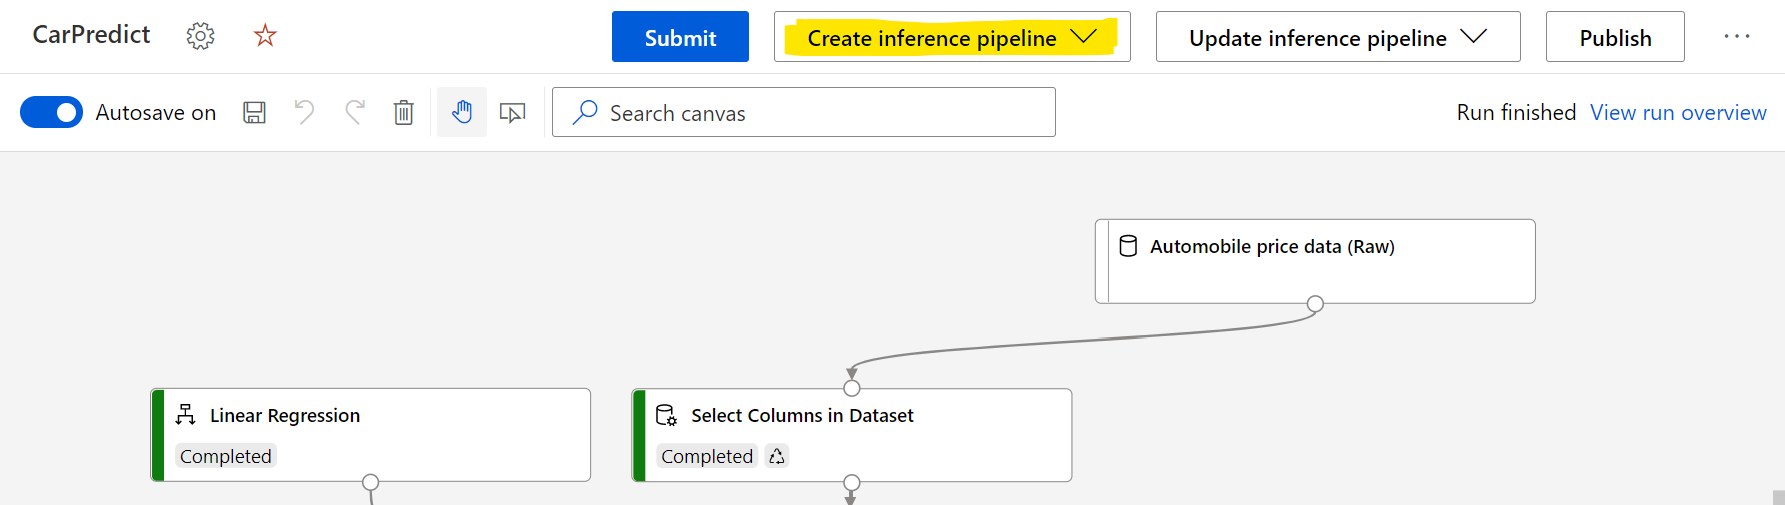 CarPredict
Submit
Create inference pipeline
Update inference pipeline
Publish
Autosave on
Search canvas
Run finished View run overview
Automobile price data (Raw)
Linear Regression
Completed
Select Columns in Dataset
Completed